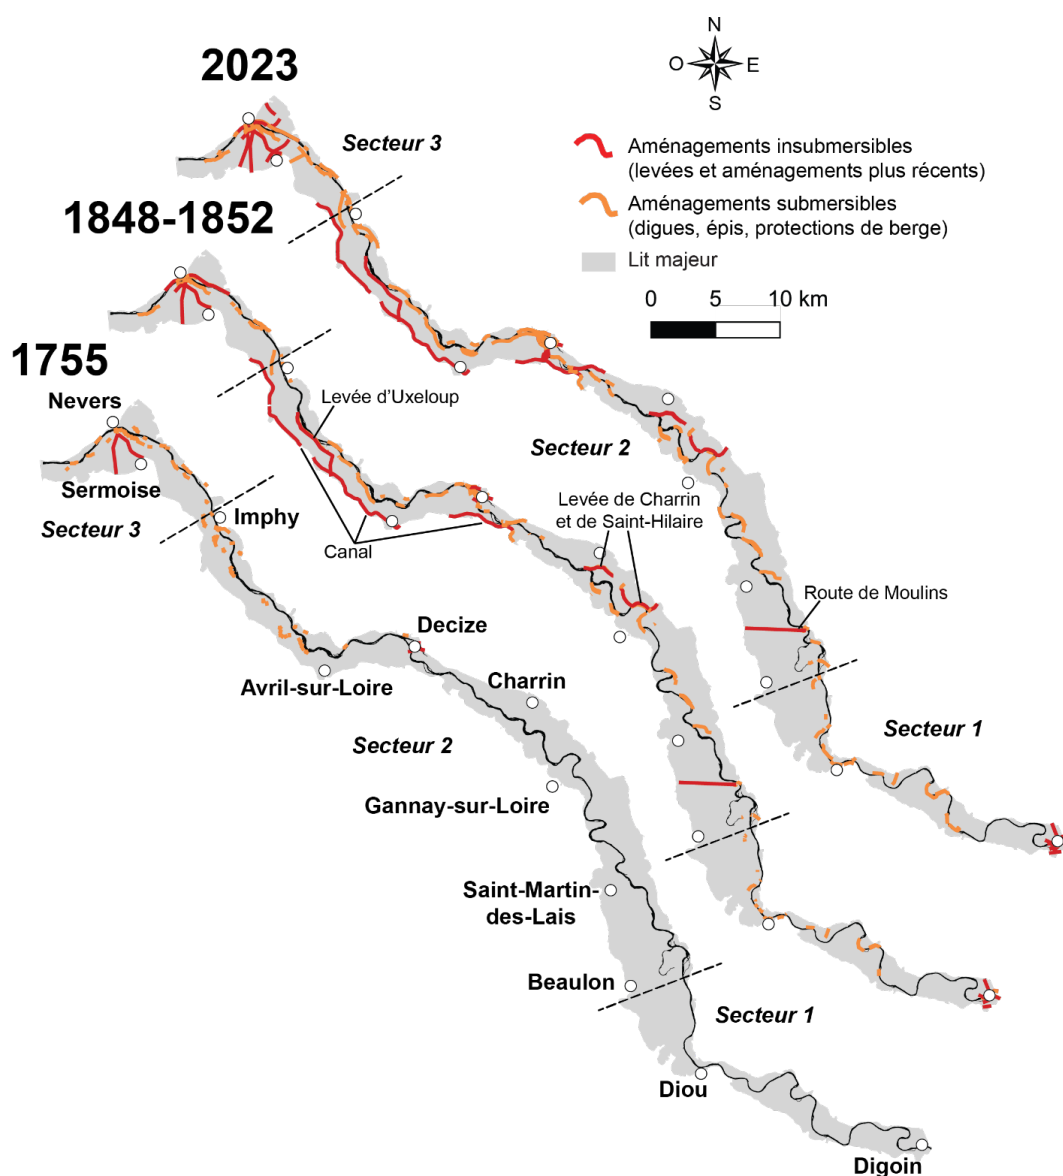 N
O
E
S
2023
Secteur 3
Aménagements insubmersibles
(levées et aménagements plus récents)
Aménagements submersibles
(digues, épis, protections de berge)
Lit majeur
0 5 10 km
1848-1852
1755
Nevers
Levée d'Uxeloup
Secteur 2
Sermoise
Secteur 3
Imphy
Levée de Charrin
et de Saint-Hilaire
Canal
Route de Moulins
Decize
Avril-sur-Loire
Charrin
Secteur 2
Secteur 1
Gannay-sur-Loire
Saint-Martin-
des-Lais
Beaulon
Secteur 1
Diou
Digoin